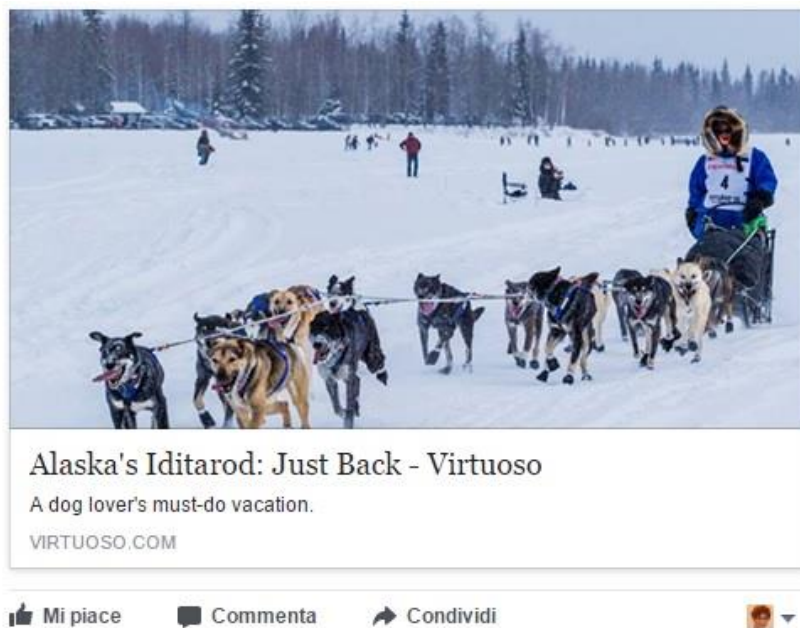 4
Alaska's Iditarod: Just Back - Virtuoso
A dog lover's must-do vacation.
VIRTUOSO.COM
Mi piace Commenta Condividi